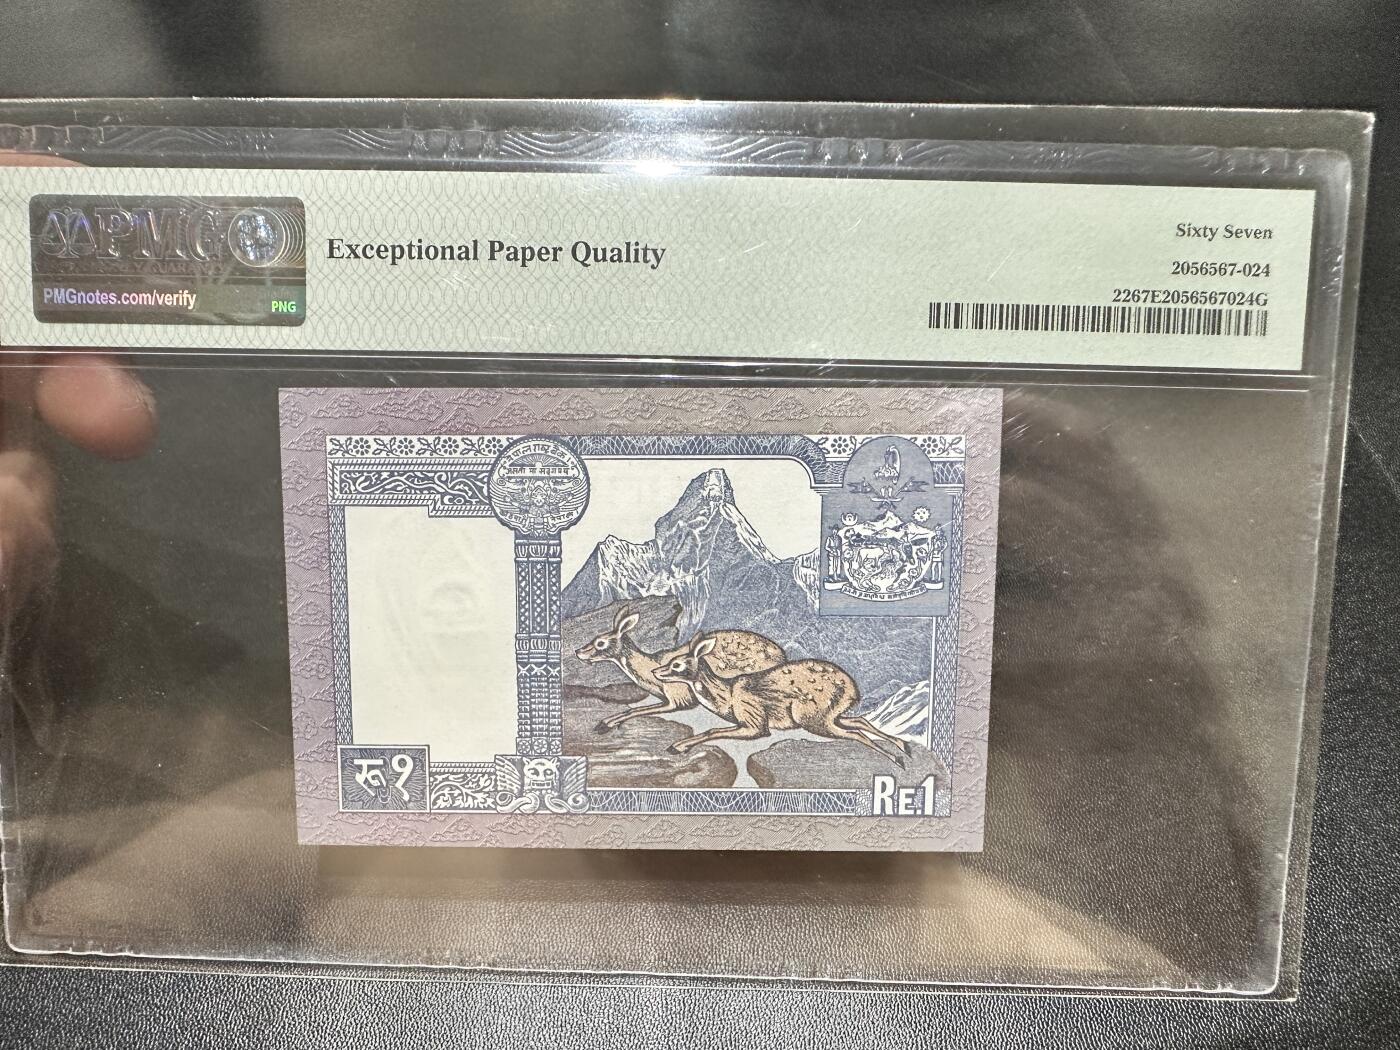 PMG
PMGnotes.com/verify
PNG
Exceptional Paper Quality
Sixty Seven
2056567-024
2267E2056567024G
नेपाल राष्ट्र बैंक
रू १
RE.1